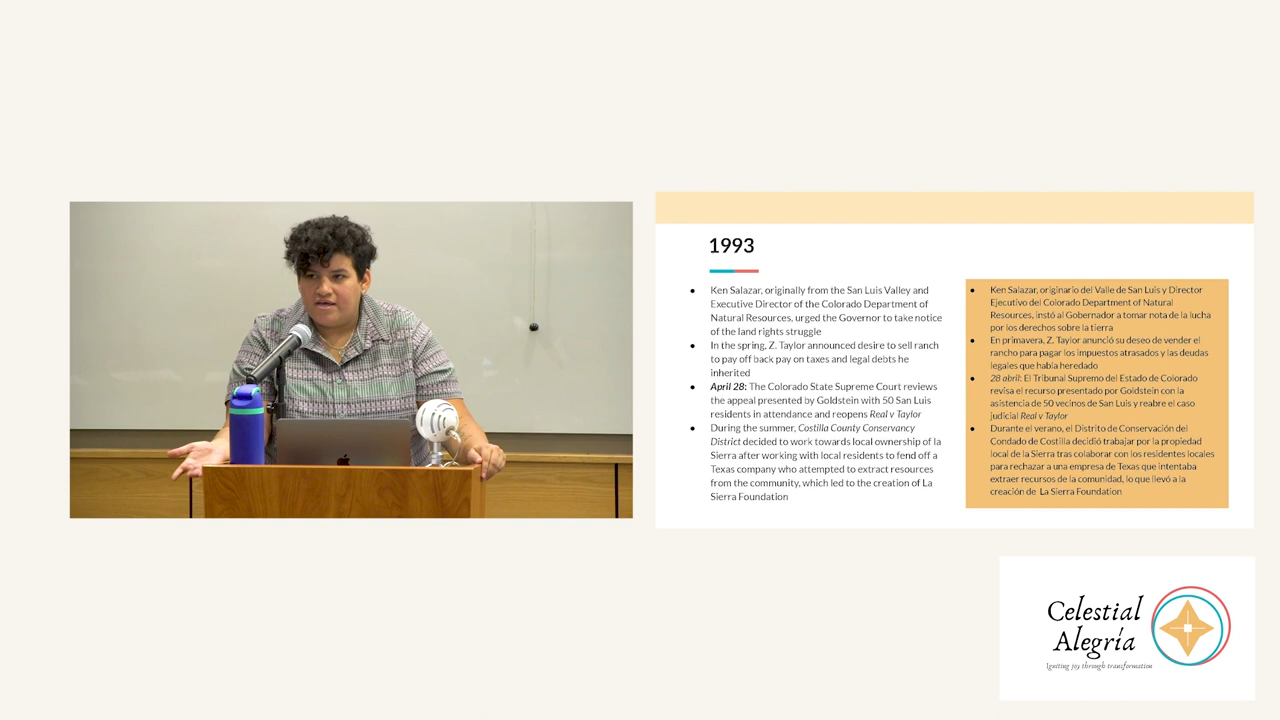 1993
● Ken Salazar, originally from the San Luis Valley and
Executive Director of the Colorado Department of
Natural Resources, urged the Governor to take notice
of the land rights struggle
● In the spring, Z. Taylor announced desire to sell ranch
to pay off back pay on taxes and legal debts he
inherited
● April 28: The Colorado State Supreme Court reviews
the appeal presented by Goldstein with 50 San Luis
residents in attendance and reopens Real v Taylor
● During the summer, Costilla County Conservancy
District decided to work towards local ownership of la
Sierra after working with local residents to fend off a
Texas company who attempted to extract resources
from the community, which led to the creation of La
Sierra Foundation
● Ken Salazar, originario del Valle de San Luis y Director
Ejecutivo del Colorado Department of Natural
Resources, instó al Gobernador a tomar nota de la lucha
por los derechos sobre la tierra
● En primavera, Z. Taylor anunció su deseo de vender el
rancho para pagar los impuestos atrasados y las deudas
legales que había heredado
● 28 abril: El Tribunal Supremo del Estado de Colorado
revisa el recurso presentado por Goldstein con la
asistencia de 50 vecinos de San Luis y reabre el caso
judicial Real v Taylor
● Durante el verano, el Distrito de Conservación del
Condado de Costilla decidió trabajar por la propiedad
local de la Sierra tras colaborar con los residentes locales
para rechazar a una empresa de Texas que intentaba
extraer recursos de la comunidad, lo que llevó a la
creación de La Sierra Foundation
Celestial
Alegría
Igniting joy through transformation